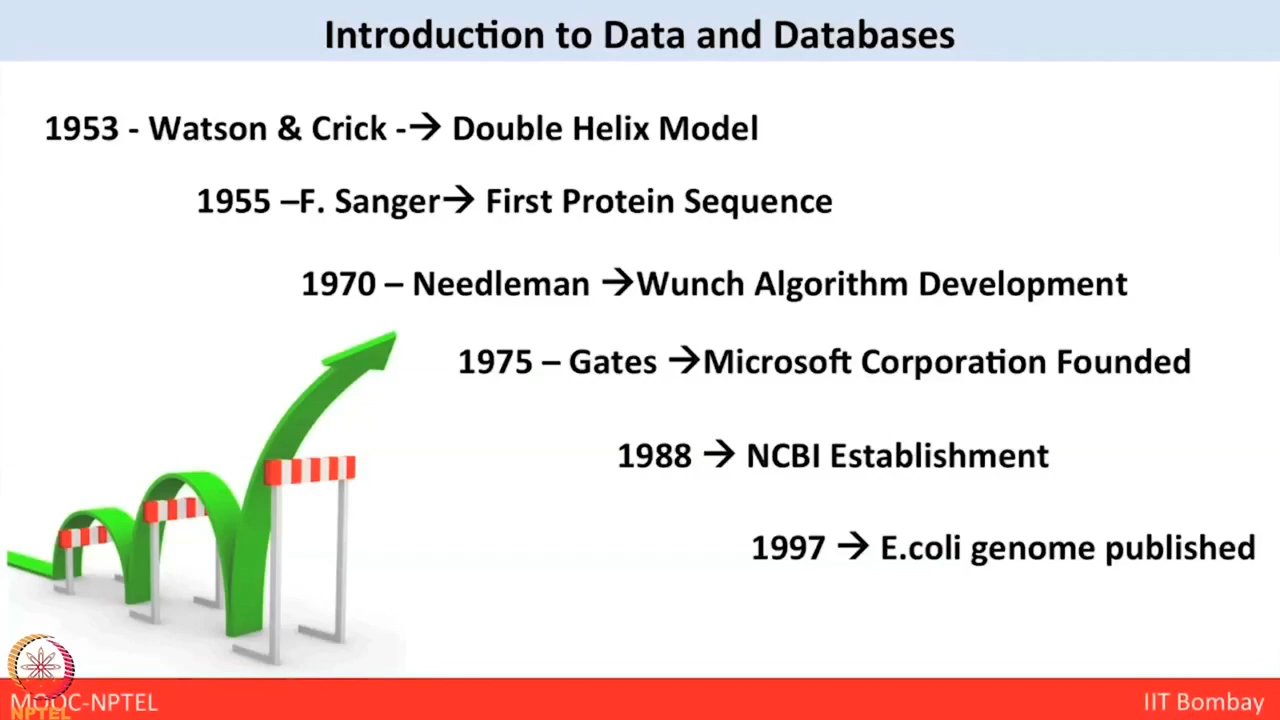 Introduction to Data and Databases
1953 - Watson & Crick -→ Double Helix Model
1955 –F. Sanger→ First Protein Sequence
1970 – Needleman →Wunch Algorithm Development
1975 – Gates →Microsoft Corporation Founded
1988 → NCBI Establishment
1997 → E.coli genome published
MOOC-NPTEL
NPTEL
IIT Bombay